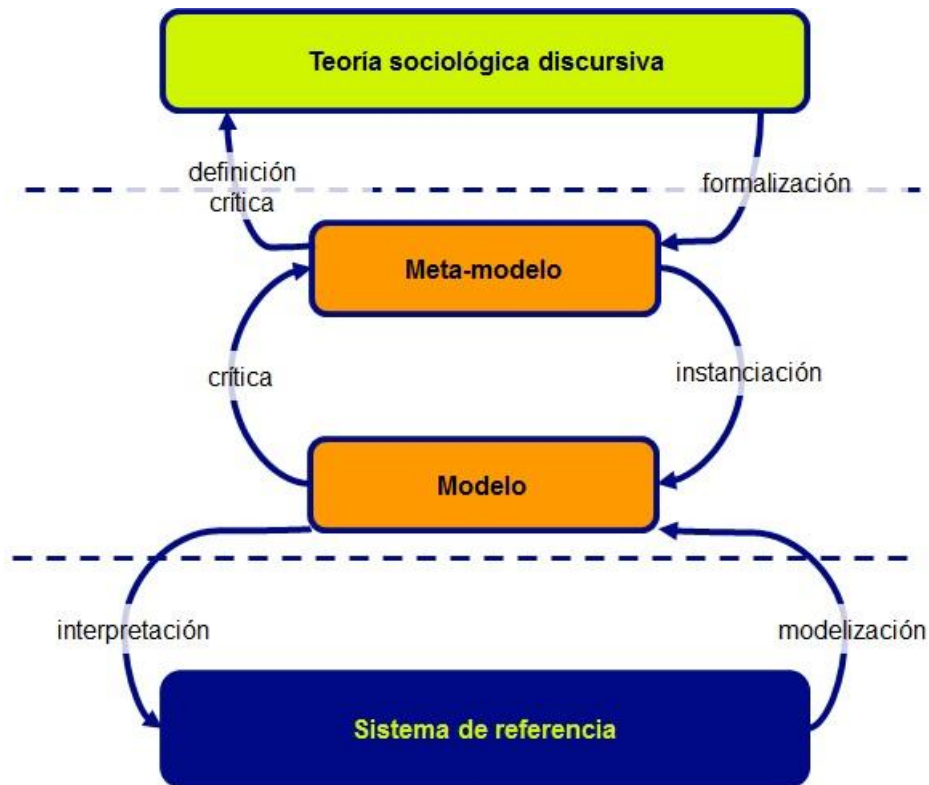 Teoría sociológica discursiva
definición
crítica
formalización
Meta-modelo
crítica
instanciación
Modelo
interpretación
modelización
Sistema de referencia